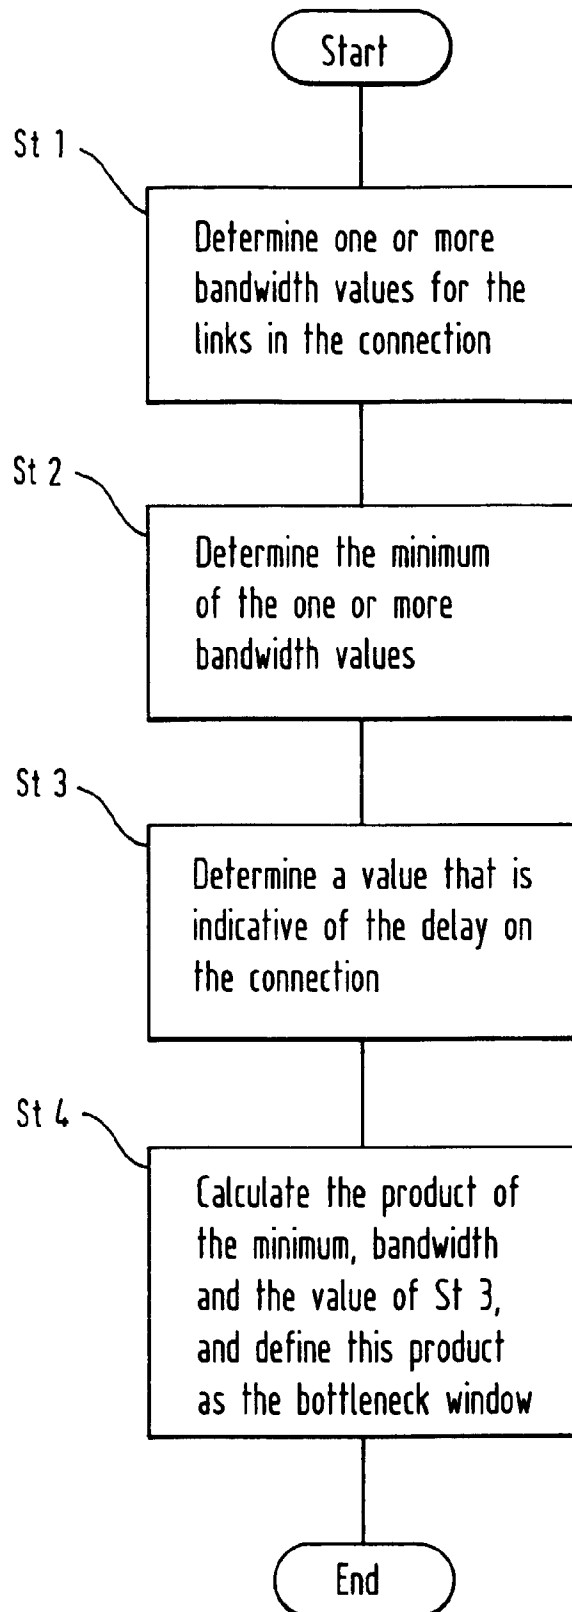 Start
St 1
Determine one or more
bandwidth values for the
links in the connection
St 2
Determine the minimum
of the one or more
bandwidth values
St 3
Determine a value that is
indicative of the delay on
the connection
St 4
Calculate the product of
the minimum, bandwidth
and the value of St 3,
and define this product
as the bottleneck window
End